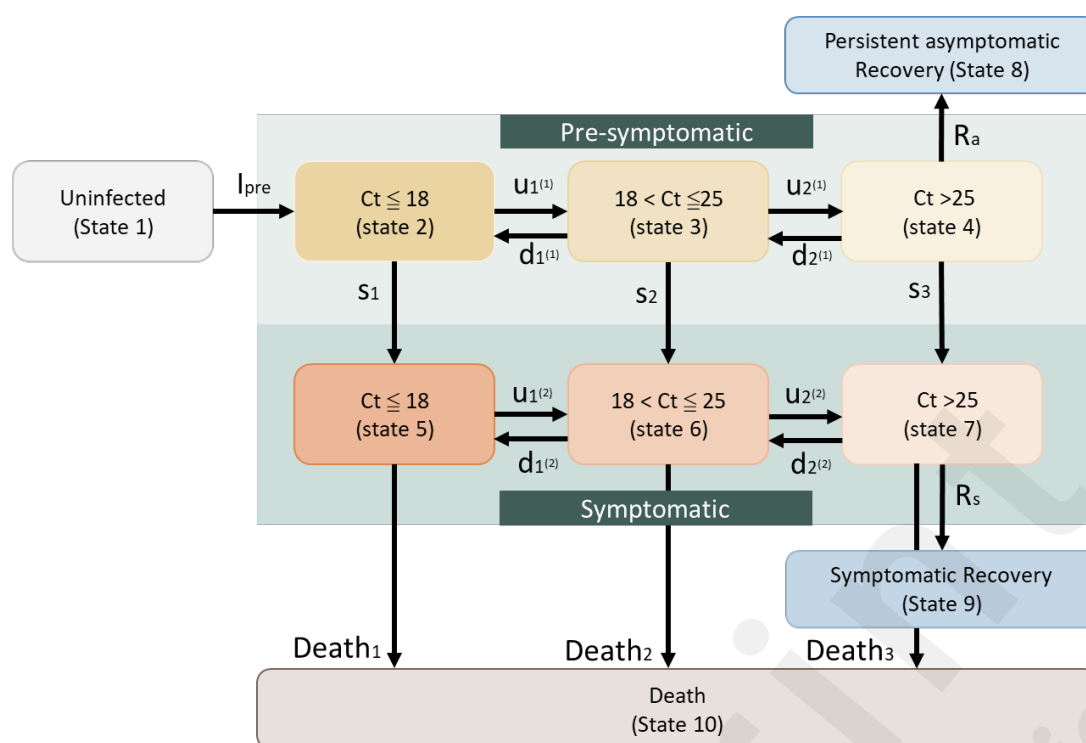 Persistent asymptomatic
Recovery (State 8)
Pre-symptomatic
Ra
Uninfected
(State 1)
Ipre
Ct ≦ 18
(state 2)
u1(1)
d1(1)
18 < Ct ≦25
(state 3)
u2(1)
d2(1)
Ct >25
(state 4)
s1
s2
s3
Ct ≦ 18
(state 5)
u1(2)
d1(2)
18 < Ct ≤ 25
(state 6)
u2(2)
d2(2)
Ct >25
(state 7)
Symptomatic
Rs
Symptomatic Recovery
(State 9)
Death1
Death2
Death3
Death
(State 10)